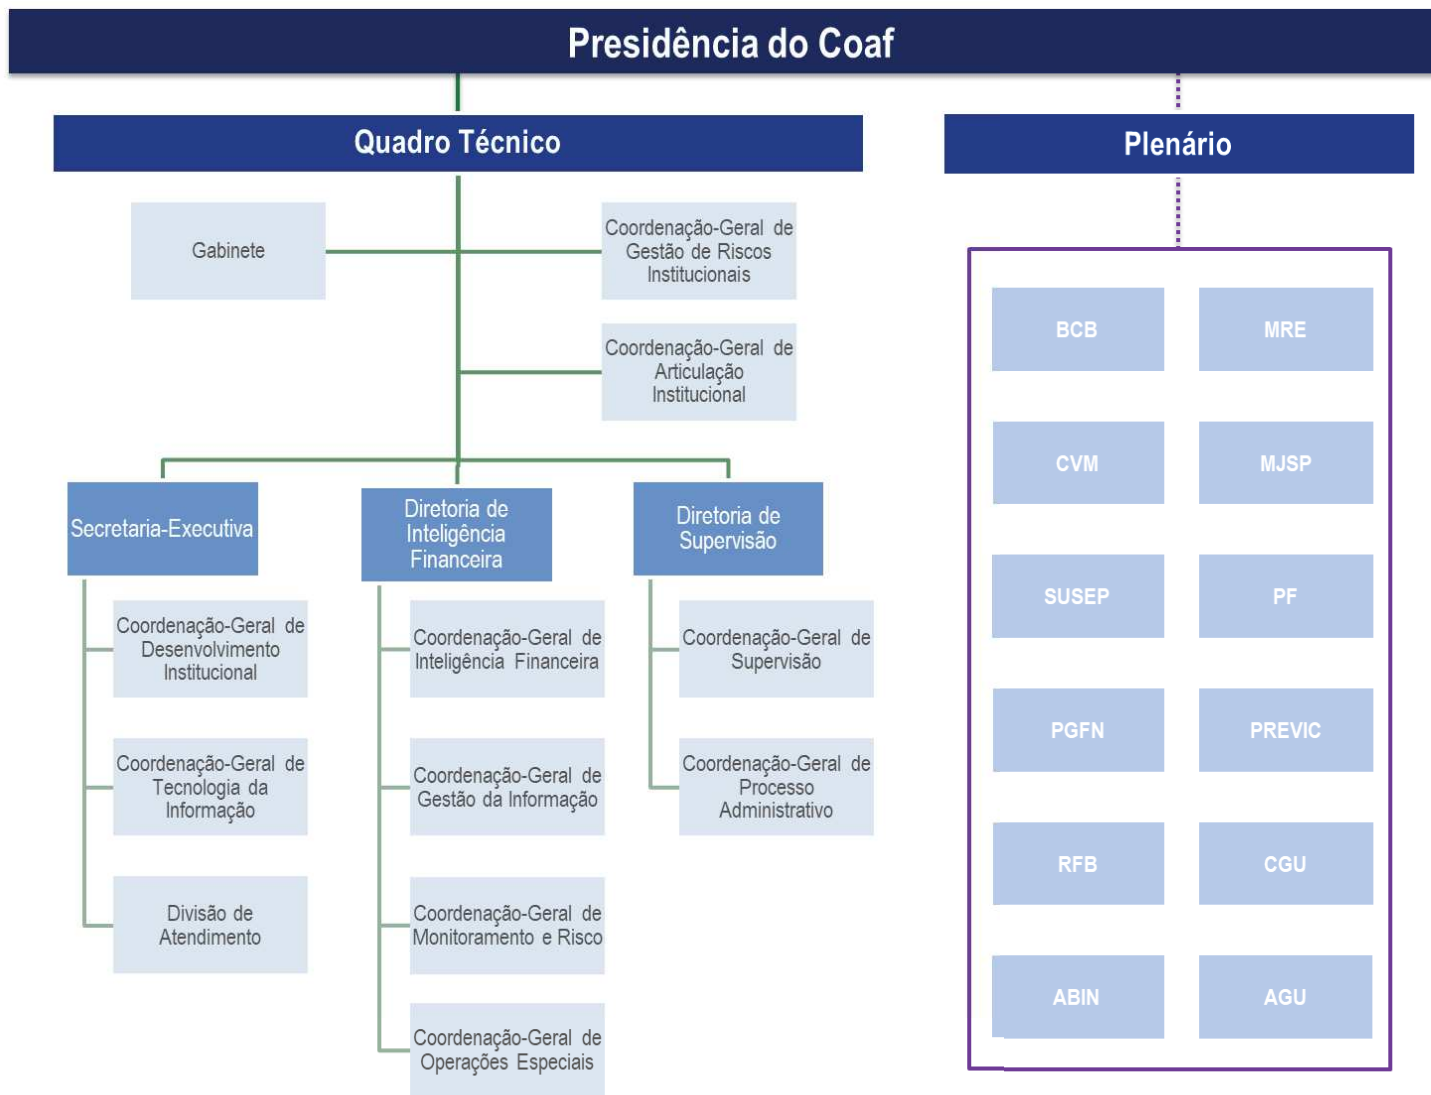 Presidência do Coaf
Quadro Técnico
Gabinete
Coordenação-Geral de
Gestão de Riscos
Institucionais
Coordenação-Geral de
Articulação
Institucional
Secretaria-Executiva
Coordenação-Geral de
Desenvolvimento
Institucional
Coordenação-Geral de
Tecnologia da
Informação
Divisão de
Atendimento
Diretoria de
Inteligência
Financeira
Coordenação-Geral de
Inteligência Financeira
Coordenação-Geral de
Gestão da Informação
Coordenação-Geral de
Monitoramento e Risco
Coordenação-Geral de
Operações Especiais
Diretoria de
Supervisão
Coordenação-Geral de
Supervisão
Coordenação-Geral de
Processo
Administrativo
Plenário
BCB
MRE
CVM
MJSP
SUSEP
PF
PGFN
PREVIC
RFB
CGU
ABIN
AGU